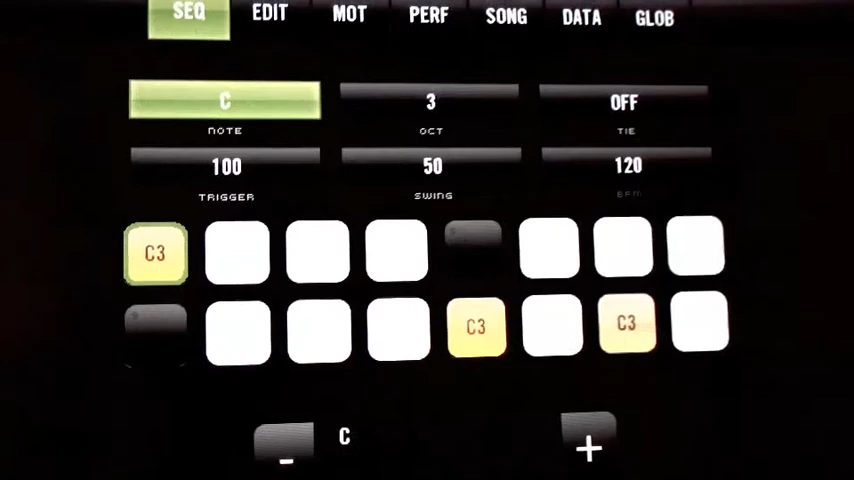 SEQ EDIT MOT PERF SONG DATA GLOB
C 3 OFF
NOTE OCT TIE
100 50 120
TRIGGER SWING BPM
C3
C3 C3
- C +